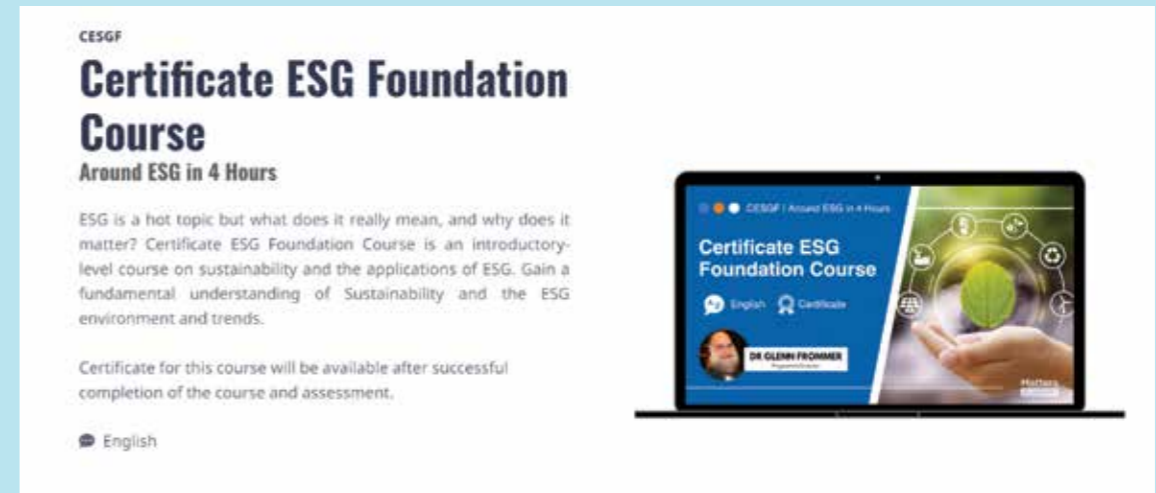 CESGF
Certificate ESG Foundation
Course
Around ESG in 4 Hours
ESG is a hot topic but what does it really mean, and why does it
matter? Certificate ESG Foundation Course is an introductory-
level course on sustainability and the applications of ESG. Gain a
fundamental understanding of Sustainability and the ESG
environment and trends.
Certificate for this course will be available after successful
completion of the course and assessment.
English
CESGF | Around ESG in 4 Hours
Certificate ESG
Foundation Course
English Certificate
DR GLENN FROMMER
Matters